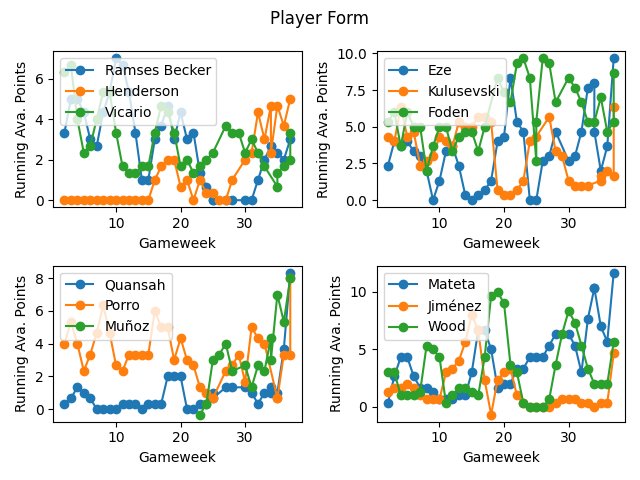 Player Form
Running Ava. Points
6
4
2
0
10
20
30
Gameweek
Ramses Becker
Henderson
Vicario
Running Ava. Points
10.0
7.5
5.0
2.5
0.0
10
20
30
Gameweek
Eze
Kulusevski
Foden
Running Ava. Points
8
6
4
2
0
10
20
30
Gameweek
Quansah
Porro
Muñoz
Running Ava. Points
10
5
0
10
20
30
Gameweek
Mateta
Jiménez
Wood